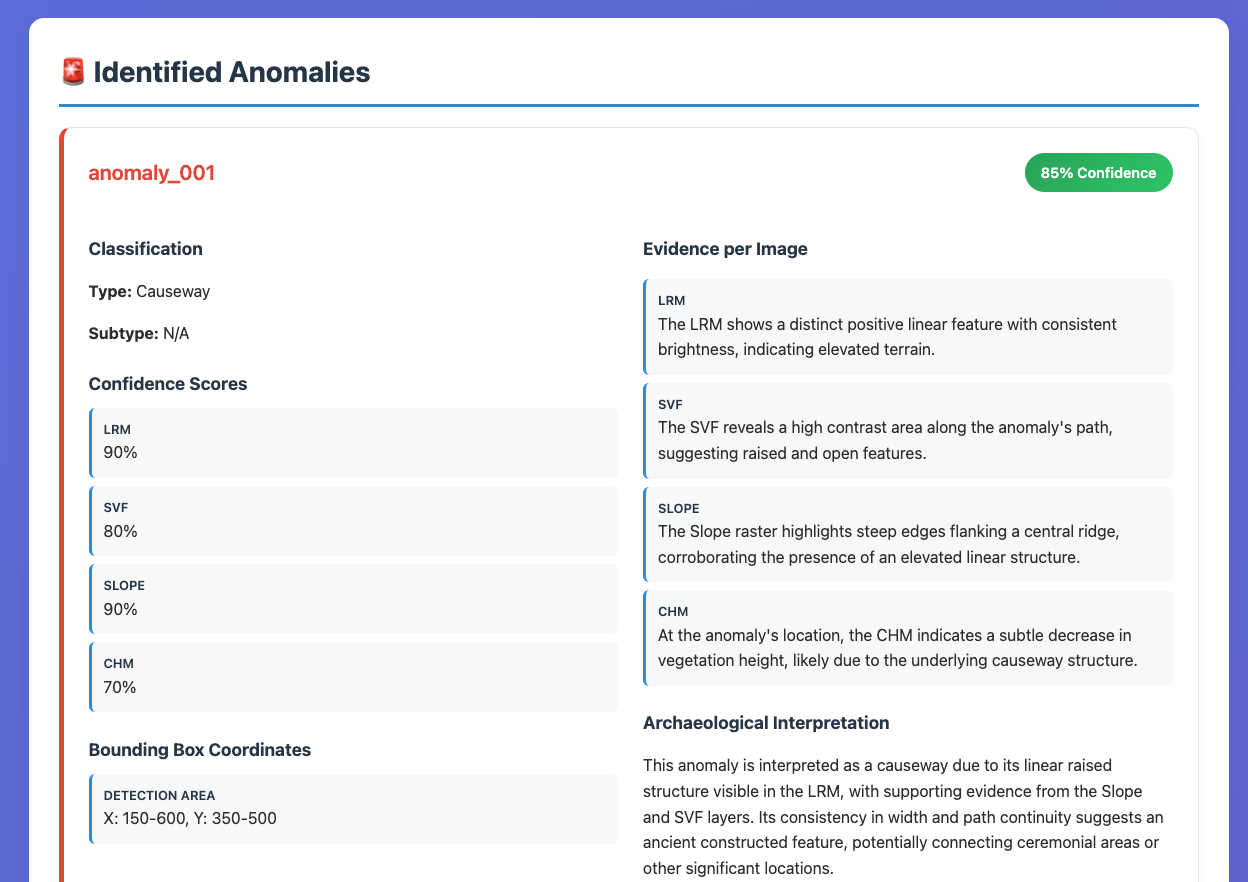 🚨 Identified Anomalies
anomaly_001
85% Confidence
Classification
Type: Causeway
Subtype: N/A
Confidence Scores
LRM
90%
SVF
80%
SLOPE
90%
CHM
70%
Bounding Box Coordinates
DETECTION AREA
X: 150-600, Y: 350-500
Evidence per Image
LRM
The LRM shows a distinct positive linear feature with consistent
brightness, indicating elevated terrain.
SVF
The SVF reveals a high contrast area along the anomaly's path,
suggesting raised and open features.
SLOPE
The Slope raster highlights steep edges flanking a central ridge,
corroborating the presence of an elevated linear structure.
CHM
At the anomaly's location, the CHM indicates a subtle decrease in
vegetation height, likely due to the underlying causeway structure.
Archaeological Interpretation
This anomaly is interpreted as a causeway due to its linear raised
structure visible in the LRM, with supporting evidence from the Slope
and SVF layers. Its consistency in width and path continuity suggests an
ancient constructed feature, potentially connecting ceremonial areas or
other significant locations.